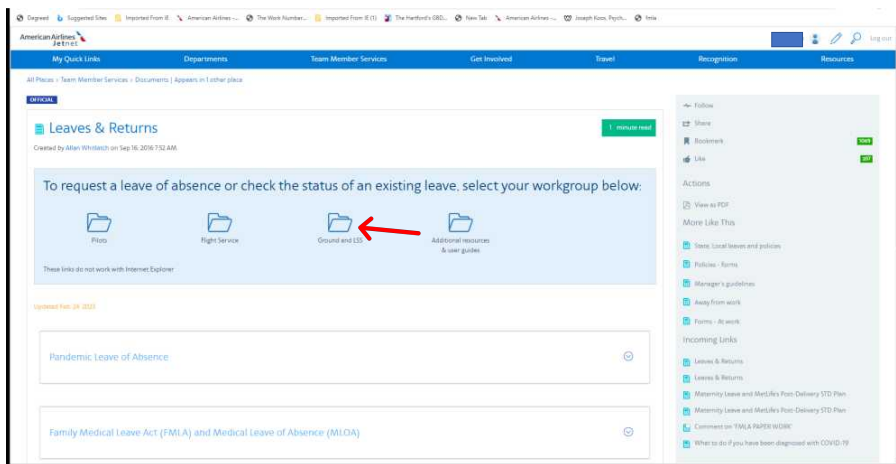 Degreed Suggested Sites Imported From IE American Airlines -... The Work Number... Imported From IE (1) The Hartford's GBD... New Tab American Airlines -... Joseph Koos, Psych... fmla
American Airlines
Jetnet
log out
My Quick Links Departments Team Member Services Get Involved Travel Recognition Resources
All Places > Team Member Services > Documents | Appears in 1 other place
OFFICIAL
Leaves & Returns
1 minute read
Created by Allen Whitlatch on Sep 16, 2016 7:52 AM.
To request a leave of absence or check the status of an existing leave, select your workgroup below:
Pilots
Flight Service
Ground and LSS
Additional resources
& user guides
These links do not work with Internet Explorer
Updated Feb. 24, 2021
Pandemic Leave of Absence
Family Medical Leave Act (FMLA) and Medical Leave of Absence (MLOA)
Follow
Share
Bookmark
Like
Actions
View as PDF
More Like This
State, Local leaves and policies
Policies - Forms
Manager's guidelines
Away from work
Forms - At work
Incoming Links
Leaves & Returns
Leaves & Returns
Maternity Leave and MetLife's Post-Delivery STD Plan
Maternity Leave and MetLife's Post-Delivery STD Plan
Comment on 'FMLA PAPER WORK'
What to do if you have been diagnosed with COVID-19